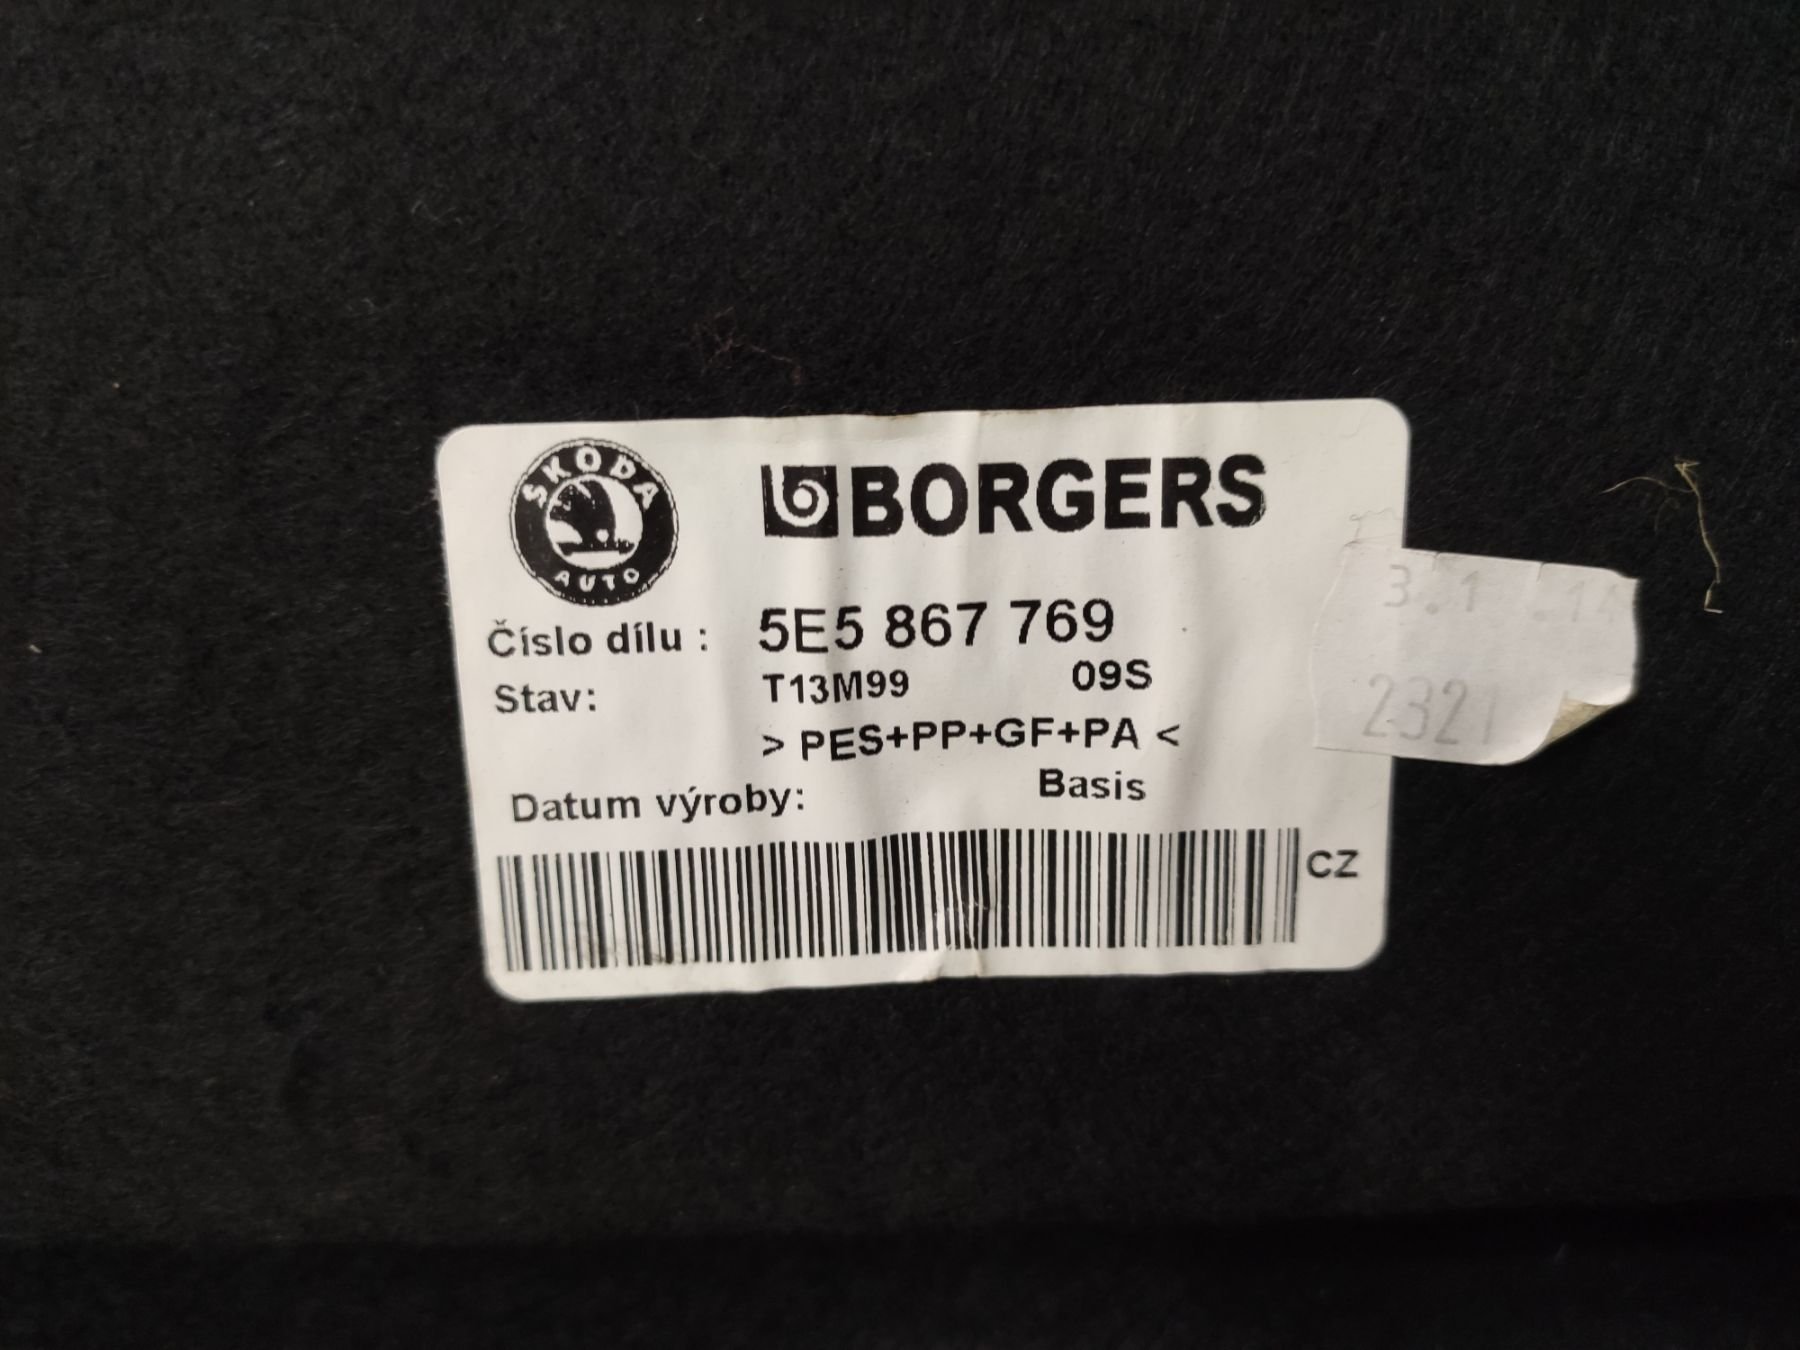 ŠKODA
AUTO
BORGERS
Číslo dílu : 5E5 867 769
Stav: T13M99 09S
> PES+PP+GF+PA <
Datum výroby: Basis
CZ
2321